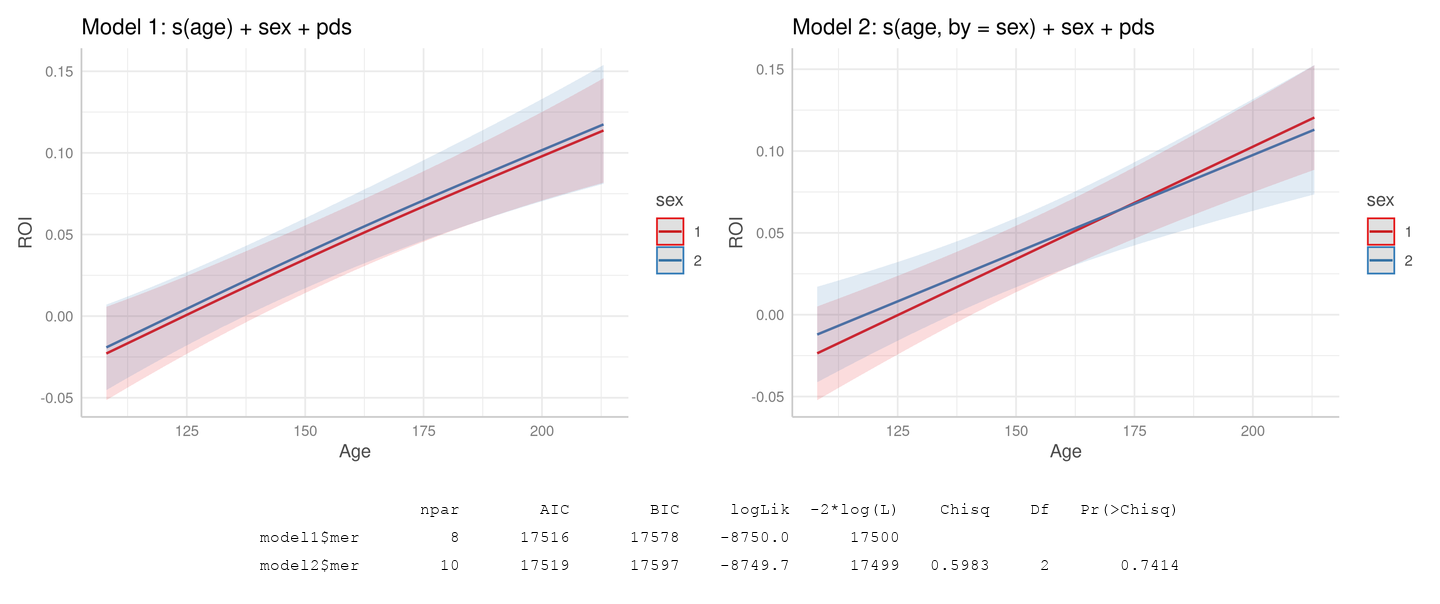 Model 1: s(age) + sex + pds
0.15
0.10
0.05
0.00
-0.05
ROI
125 150 175 200
Age
sex
1
2
Model 2: s(age, by = sex) + sex + pds
0.15
0.10
0.05
0.00
-0.05
ROI
125 150 175 200
Age
sex
1
2
npar AIC BIC logLik -2*log(L) Chisq Df Pr(>Chisq)
model1$mer 8 17516 17578 -8750.0 17500
model2$mer 10 17519 17597 -8749.7 17499 0.5983 2 0.7414